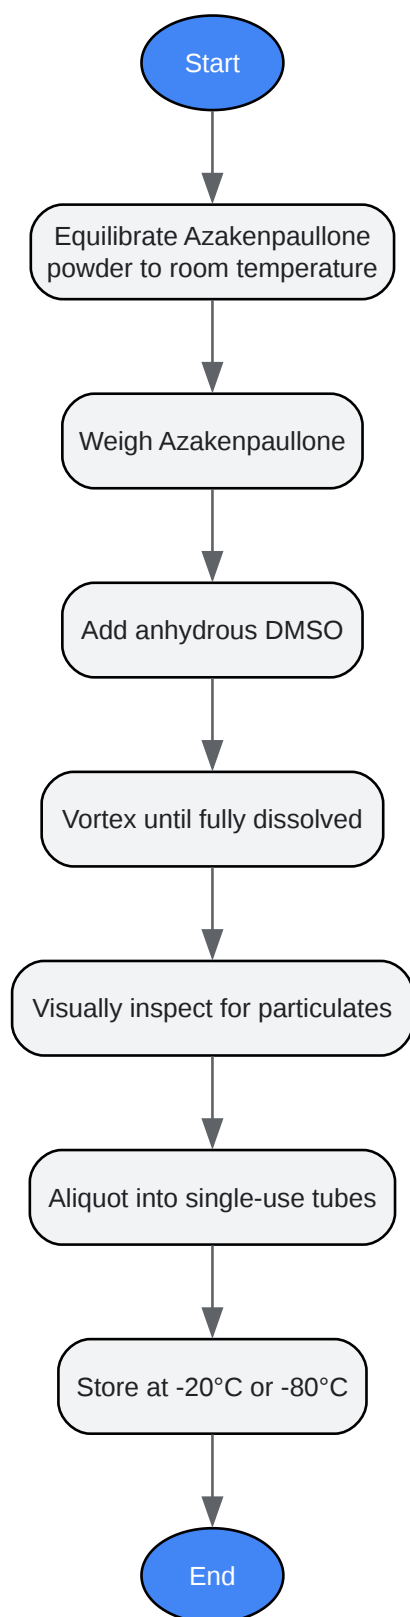 Start
Equilibrate Azakenpaullone
powder to room temperature
Weigh Azakenpaullone
Add anhydrous DMSO
Vortex until fully dissolved
Visually inspect for particulates
Aliquot into single-use tubes
Store at -20°C or -80°C
End